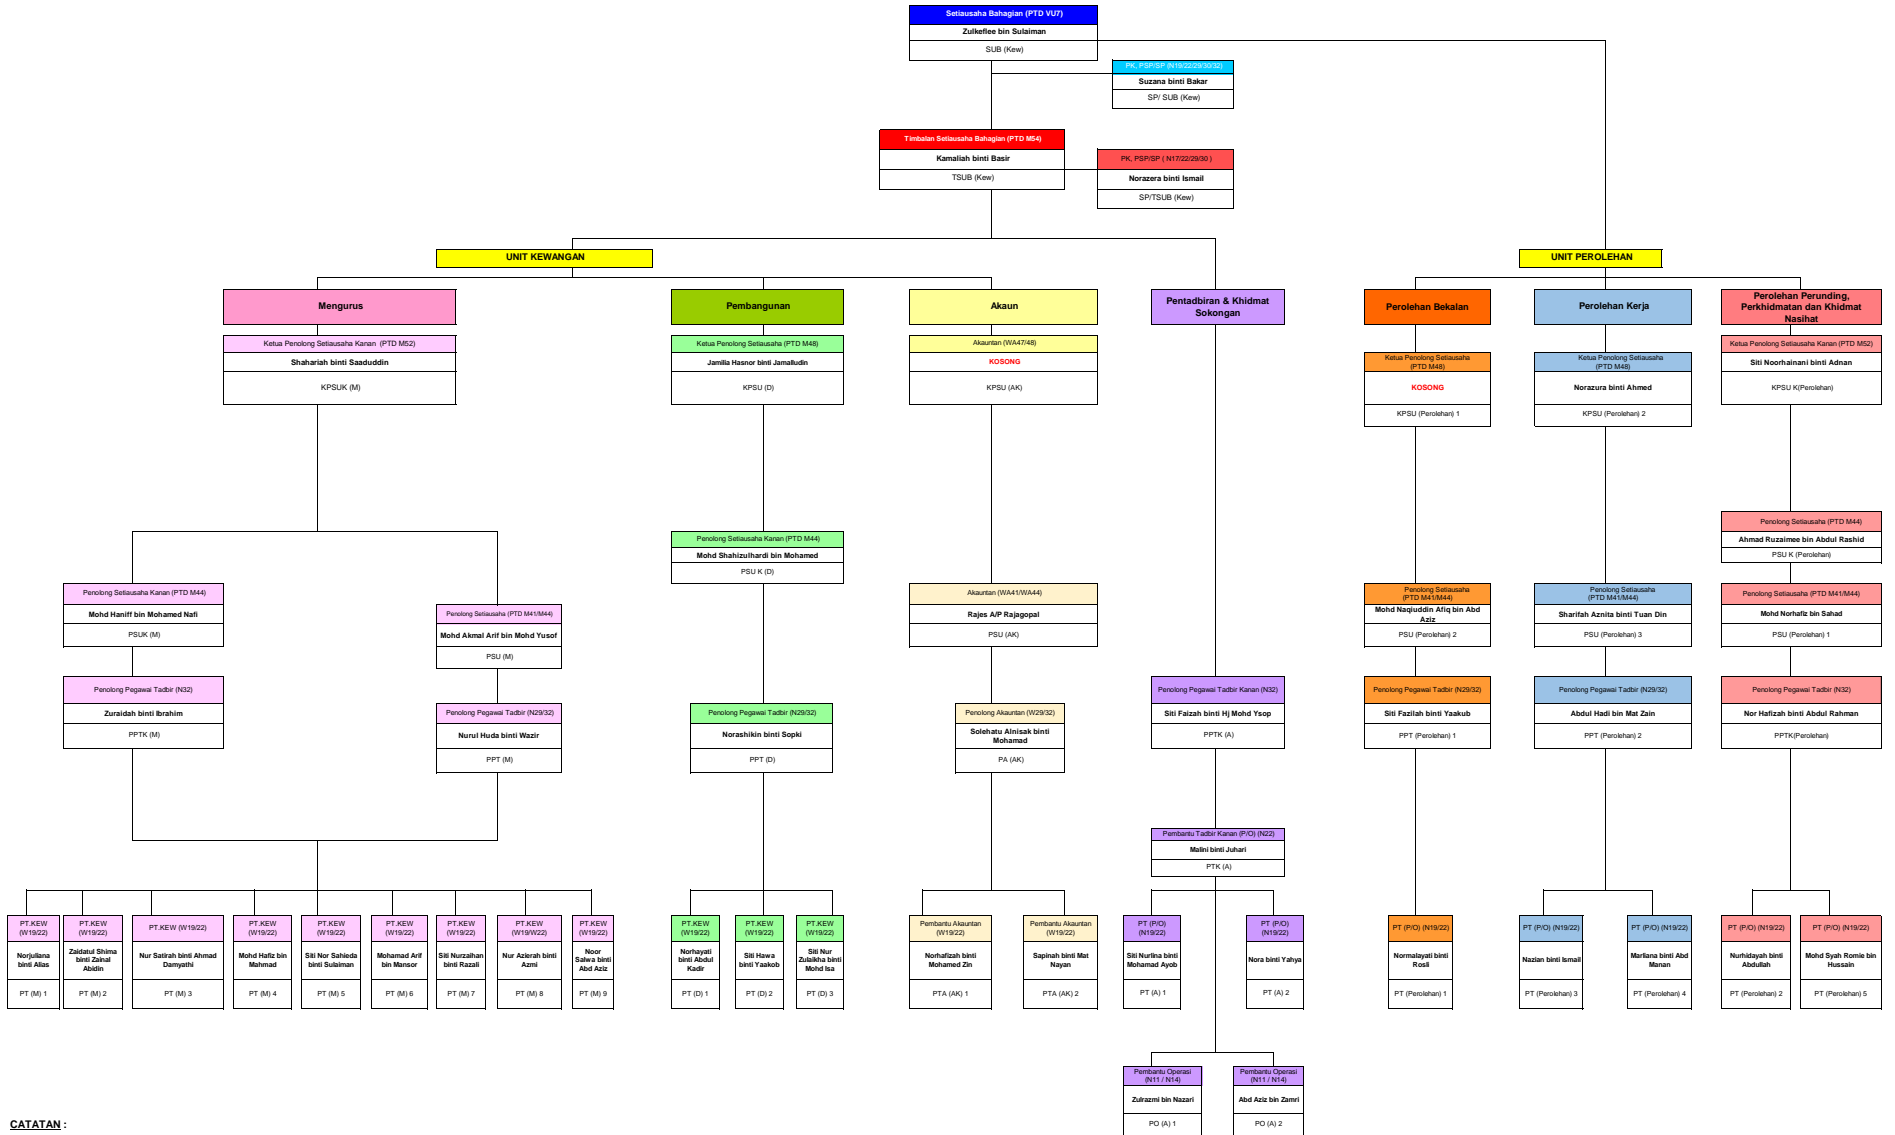 Setiausaha Bahagian (PTD VU7)
Zulkeflee bin Sulaiman
SUB (Kew)
PK, PSP/SP (N19/22/29/30/32)
Suzana binti Bakar
SP/ SUB (Kew)
Timbalan Setiausaha Bahagian (PTD M54)
Kamaliah binti Basir
TSUB (Kew)
PK, PSP/SP ( N17/22/29/30 )
Norazera binti Ismail
SP/TSUB (Kew)
UNIT KEWANGAN
UNIT PEROLEHAN
Mengurus
Ketua Penolong Setiausaha Kanan (PTD M52)
Shahariah binti Saaduddin
KPSUK (M)
Pembangunan
Ketua Penolong Setiausaha (PTD M48)
Jamilia Hasnor binti Jamalludin
KPSU (D)
Akaun
Akauntan (WA47/48)
KOSONG
KPSU (AK)
Pentadbiran & Khidmat
Sokongan
Perolehan Bekalan
Ketua Penolong Setiausaha
(PTD M48)
KOSONG
KPSU (Perolehan) 1
Perolehan Kerja
Ketua Penolong Setiausaha
(PTD M48)
Norazura binti Ahmed
KPSU (Perolehan) 2
Perolehan Perunding,
Perkhidmatan dan Khidmat
Nasihat
Ketua Penolong Setiausaha Kanan (PTD M52)
Siti Noorhainani binti Adnan
KPSU K(Perolehan)
Penolong Setiausaha Kanan (PTD M44)
Mohd Haniff bin Mohamed Nafi
PSUK (M)
Penolong Setiausaha (PTD M41/M44)
Mohd Akmal Arif bin Mohd Yusof
PSU (M)
Penolong Setiausaha Kanan (PTD M44)
Mohd Shahizulhardi bin Mohamed
PSU K (D)
Akauntan (WA41/WA44)
Rajes A/P Rajagopal
PSU (AK)
Penolong Setiausaha
(PTD M41/M44)
Mohd Naqiuddin Afiq bin Abd
Aziz
PSU (Perolehan) 2
Penolong Setiausaha
(PTD M41/M44)
Sharifah Aznita binti Tuan Din
PSU (Perolehan) 3
Penolong Setiausaha (PTD M44)
Ahmad Ruzaimee bin Abdul Rashid
PSU K (Perolehan)
Penolong Setiausaha (PTD M41/M44)
Mohd Norhafiz bin Sahad
PSU (Perolehan) 1
Penolong Pegawai Tadbir (N32)
Zuraidah binti Ibrahim
PPTK (M)
Penolong Pegawai Tadbir (N29/32)
Nurul Huda binti Wazir
PPT (M)
Penolong Pegawai Tadbir (N29/32)
Norashikin binti Sopki
PPT (D)
Penolong Akauntan (W29/32)
Solehatu Alnisak binti
Mohamad
PA (AK)
Penolong Pegawai Tadbir Kanan (N32)
Siti Faizah binti Hj Mohd Ysop
PPTK (A)
Penolong Pegawai Tadbir (N29/32)
Siti Fazilah binti Yaakub
PPT (Perolehan) 1
Penolong Pegawai Tadbir (N29/32)
Abdul Hadi bin Mat Zain
PPT (Perolehan) 2
Penolong Pegawai Tadbir (N32)
Nor Hafizah binti Abdul Rahman
PPTK(Perolehan)
Pembantu Tadbir Kanan (P/O) (N22)
Malini binti Juhari
PTK (A)
PT.KEW
(W19/22)
Norjuliana
binti Alias
PT (M) 1
PT.KEW
(W19/22)
Zaidatul Shima
binti Zainal
Abidin
PT (M) 2
PT.KEW (W19/22)
Nur Satirah binti Ahmad
Damyathi
PT (M) 3
PT.KEW
(W19/22)
Mohd Hafiz bin
Mahmad
PT (M) 4
PT.KEW
(W19/22)
Siti Nor Sahieda
binti Sulaiman
PT (M) 5
PT.KEW
(W19/22)
Mohamad Arif
bin Mansor
PT (M) 6
PT.KEW
(W19/22)
Siti Nurzaihan
binti Razali
PT (M) 7
PT.KEW
(W19/W22)
Nur Azierah binti
Azmi
PT (M) 8
PT.KEW
(W19/22)
Noor
Salwa binti
Abd Aziz
PT (M) 9
PT.KEW
(W19/22)
Norhayati
binti Abdul
Kadir
PT (D) 1
PT.KEW
(W19/22)
Siti Hawa
binti Yaakob
PT (D) 2
PT.KEW
(W19/22)
Siti Nur
Zulaikha binti
Mohd Isa
PT (D) 3
Pembantu Akauntan
(W19/22)
Norhafizah binti
Mohamed Zin
PTA (AK) 1
Pembantu Akauntan
(W19/22)
Sapinah binti Mat
Nayan
PTA (AK) 2
PT (P/O)
(N19/22)
Siti Nurlina binti
Mohamad Ayob
PT (A) 1
PT (P/O)
(N19/22)
Nora binti Yahya
PT (A) 2
PT (P/O) (N19/22)
Normalayati binti
Rosli
PT (Perolehan) 1
PT (P/O) (N19/22)
Nazian binti Ismail
PT (Perolehan) 3
PT (P/O) (N19/22)
Marliana binti Abd
Manan
PT (Perolehan) 4
PT (P/O) (N19/22)
Nurhidayah binti
Abdullah
PT (Perolehan) 2
PT (P/O) (N19/22)
Mohd Syah Romie bin
Hussain
PT (Perolehan) 5
Pembantu Operasi
(N11 / N14)
Zulrazmi bin Nazari
PO (A) 1
Pembantu Operasi
(N11 / N14)
Abd Aziz bin Zamri
PO (A) 2
CATATAN :